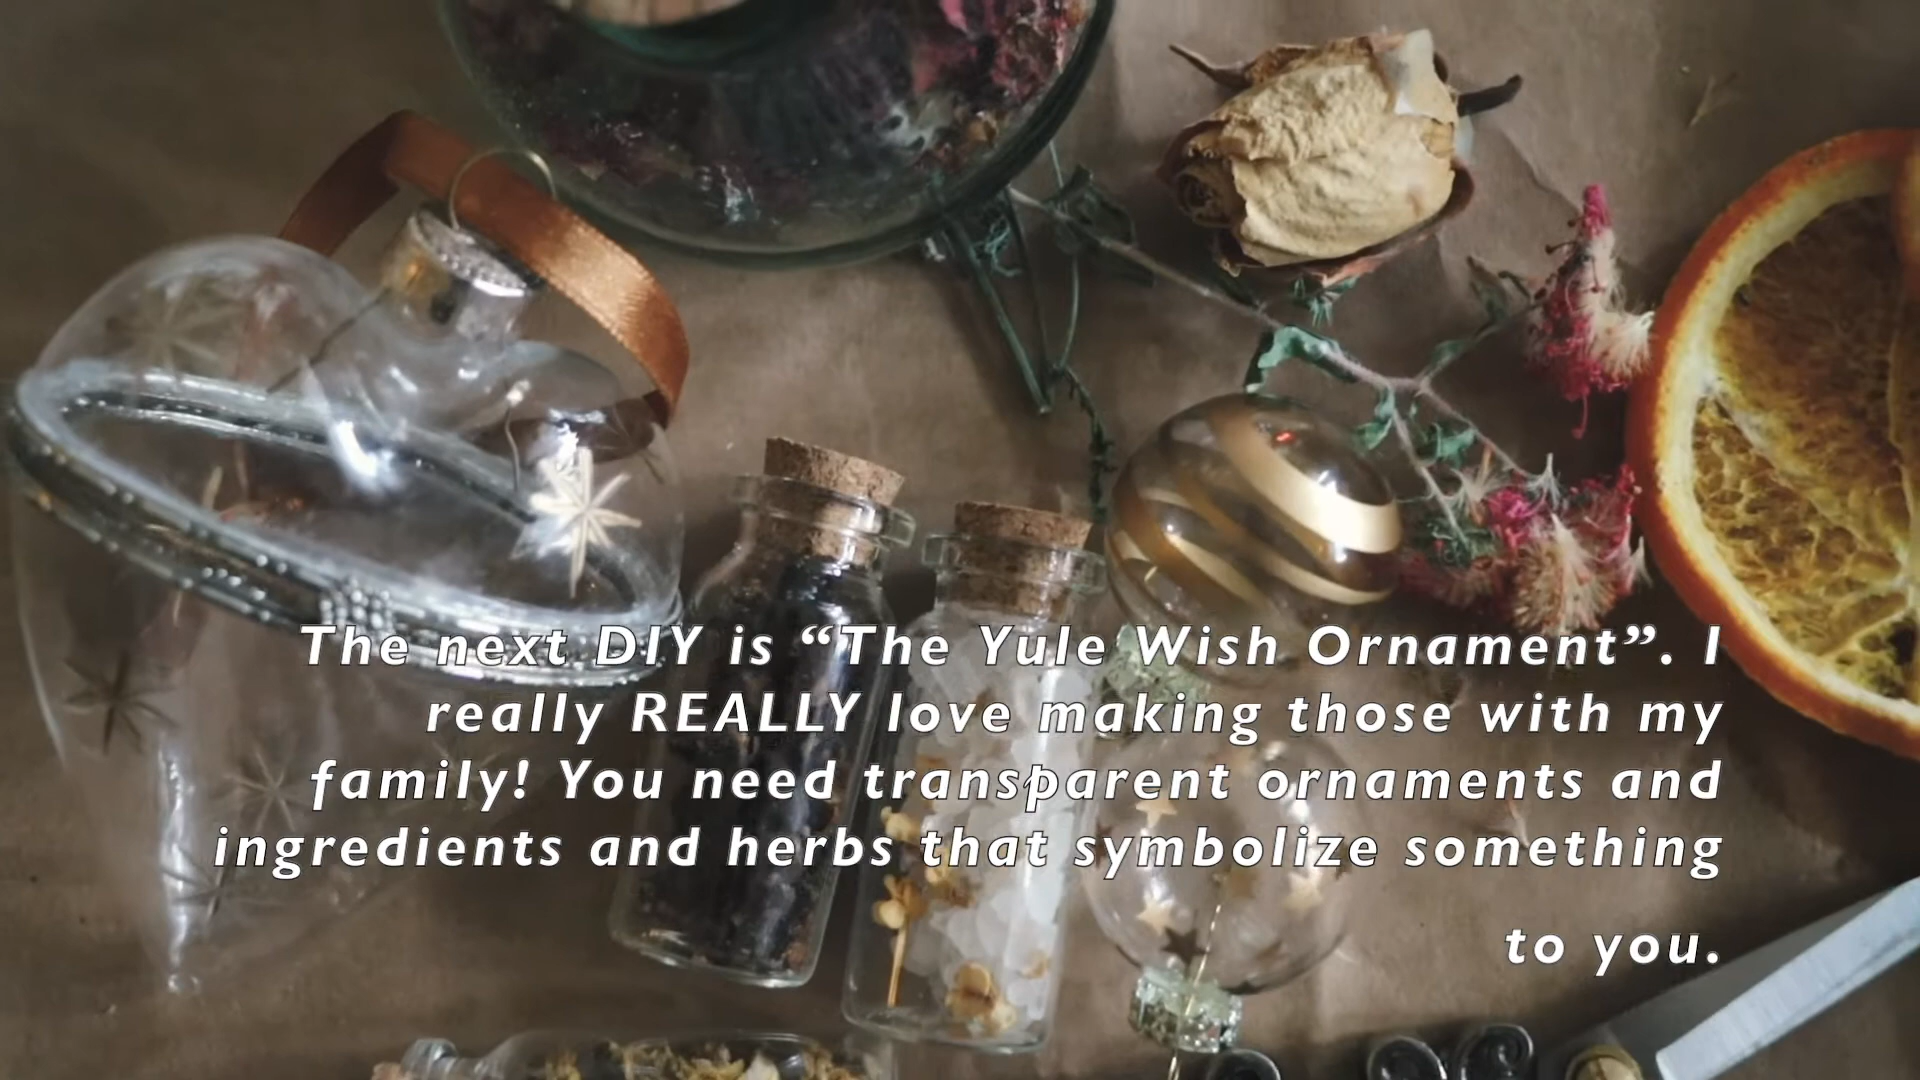 The next DIY is “The Yule Wish Ornament”. I
really REALLY love making those with my
family! You need transparent ornaments and
ingredients and herbs that symbolize something
to you.